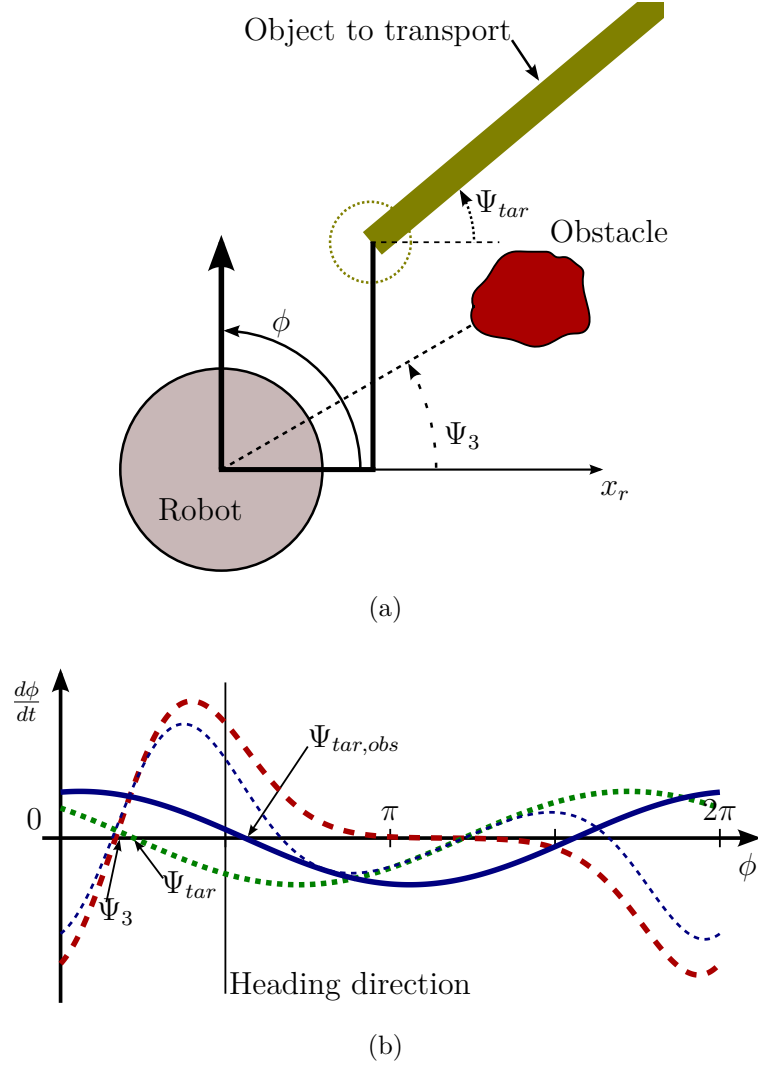 Object to transport
Ψ_tar
Obstacle
ϕ
Ψ_3
x_r
Robot
(a)
dϕ/dt
Ψ_tar,obs
0
π
2π
ϕ
Ψ_tar
Ψ_3
Heading direction
(b)